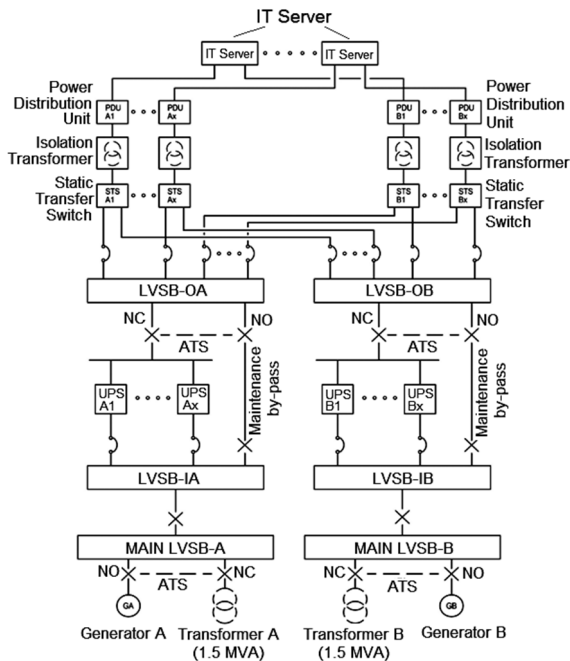 IT Server
IT Server
IT Server
Power
Distribution
Unit
PDU
A1
PDU
Ax
PDU
B1
PDU
Bx
Power
Distribution
Unit
Isolation
Transformer
Isolation
Transformer
Static
Transfer
Switch
STS
A1
STS
Ax
STS
B1
STS
Bx
Static
Transfer
Switch
LVSB-OA
LVSB-OB
NC
NO
ATS
NC
NO
ATS
UPS
A1
UPS
Ax
Maintenance
by-pass
UPS
B1
UPS
Bx
Maintenance
by-pass
LVSB-IA
LVSB-IB
MAIN LVSB-A
MAIN LVSB-B
NO
ATS
NC
NC
ATS
NO
GA
GB
Generator A
Transformer A
(1.5 MVA)
Transformer B
(1.5 MVA)
Generator B